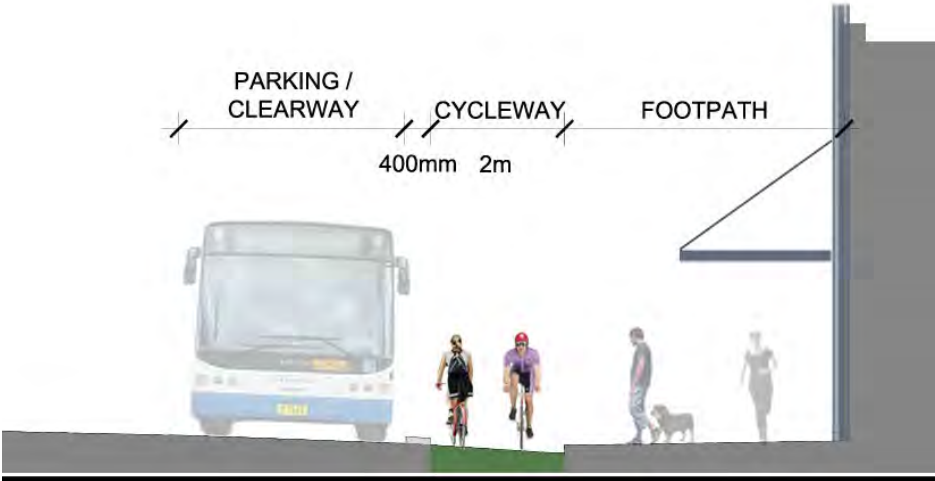 PARKING /
CLEARWAY
CYCLEWAY
FOOTPATH
400mm
2m